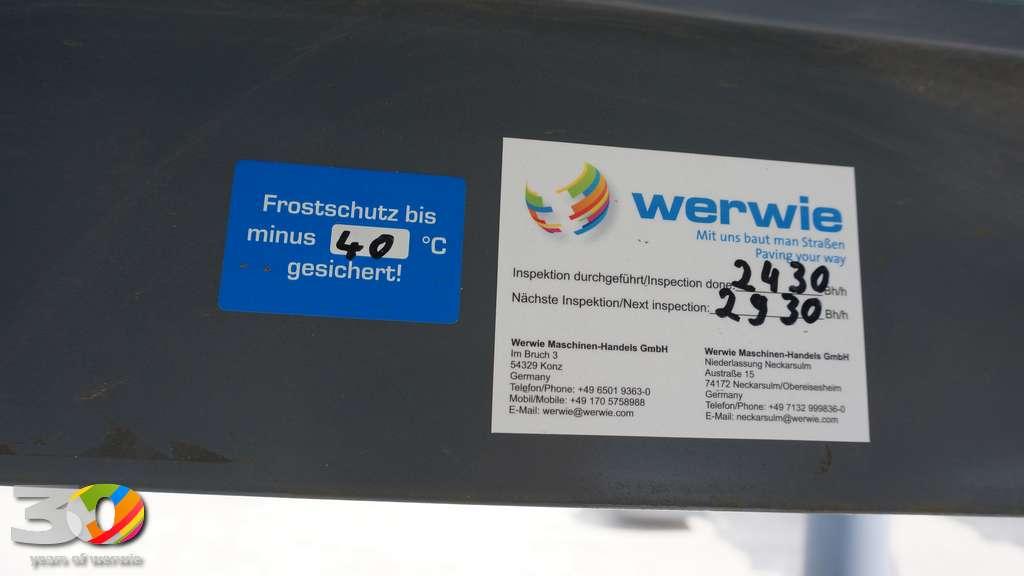 Frostschutz bis
minus 40 °C
gesichert!
werwie
Mit uns baut man Straßen
Paving your way
Inspektion durchgeführt/Inspection done: 2430 Bh/h
Nächste Inspektion/Next inspection: 2930 Bh/h
Werwie Maschinen-Handels GmbH
Im Bruch 3
54329 Konz
Germany
Telefon/Phone: +49 6501 9363-0
Mobil/Mobile: +49 170 5758988
E-Mail: werwie@werwie.com
Werwie Maschinen-Handels GmbH
Niederlassung Neckarsulm
Austraße 15
74172 Neckarsulm/Obereisesheim
Germany
Telefon/Phone: +49 7132 999836-0
E-Mail: neckarsulm@werwie.com
30
years of werwie